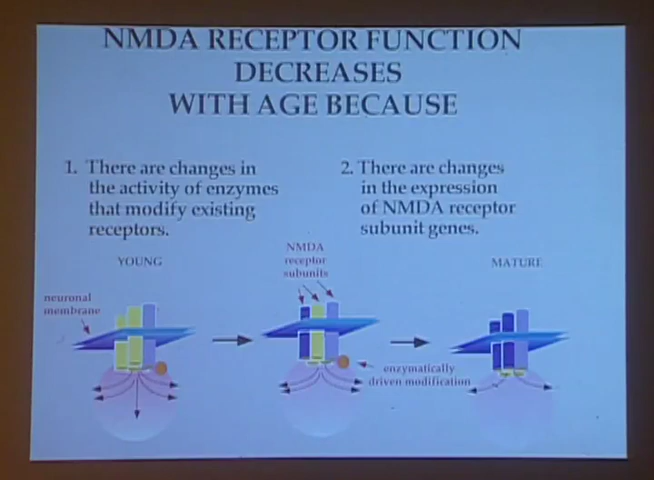 NMDA RECEPTOR FUNCTION
DECREASES
WITH AGE BECAUSE
1. There are changes in
the activity of enzymes
that modify existing
receptors.
2. There are changes
in the expression
of NMDA receptor
subunit genes.
YOUNG
NMDA
receptor
subunits
MATURE
neuronal
membrane
enzymatically
driven modification